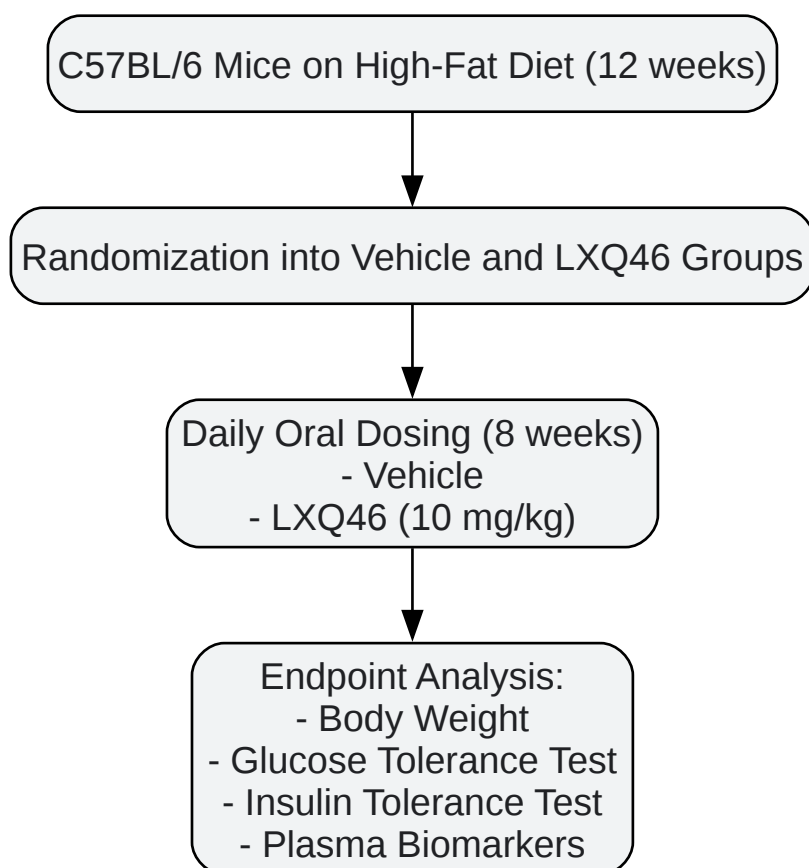 C57BL/6 Mice on High-Fat Diet (12 weeks)
Randomization into Vehicle and LXQ46 Groups
Daily Oral Dosing (8 weeks)
- Vehicle
- LXQ46 (10 mg/kg)
Endpoint Analysis:
- Body Weight
- Glucose Tolerance Test
- Insulin Tolerance Test
- Plasma Biomarkers